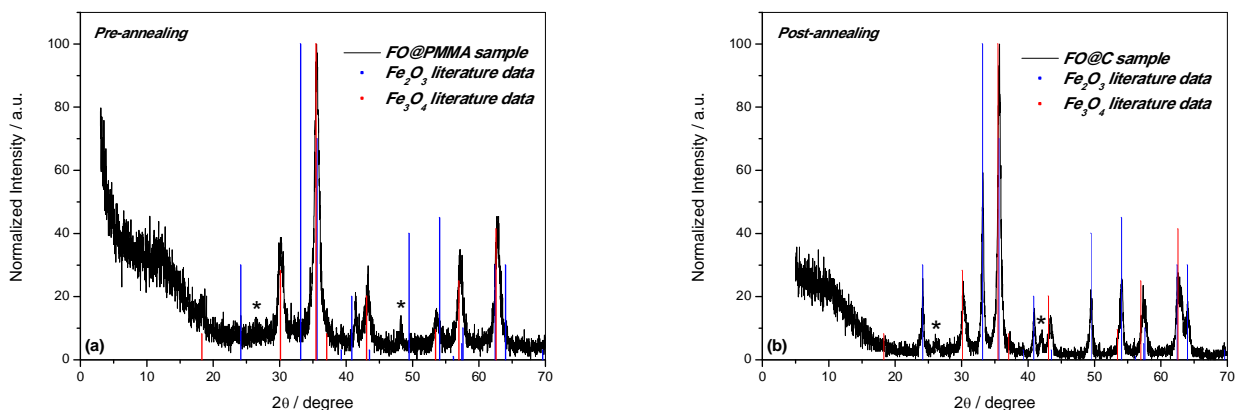 Pre-annealing
FO@PMMA sample
Fe2O3 literature data
Fe3O4 literature data
100
80
60
40
20
0
Normalized Intensity / a.u.
*
*
(a)
0 10 20 30 40 50 60 70
2θ / degree
Post-annealing
FO@C sample
Fe2O3 literature data
Fe3O4 literature data
100
80
60
40
20
0
Normalized Intensity / a.u.
*
*
(b)
0 10 20 30 40 50 60 70
2θ / degree